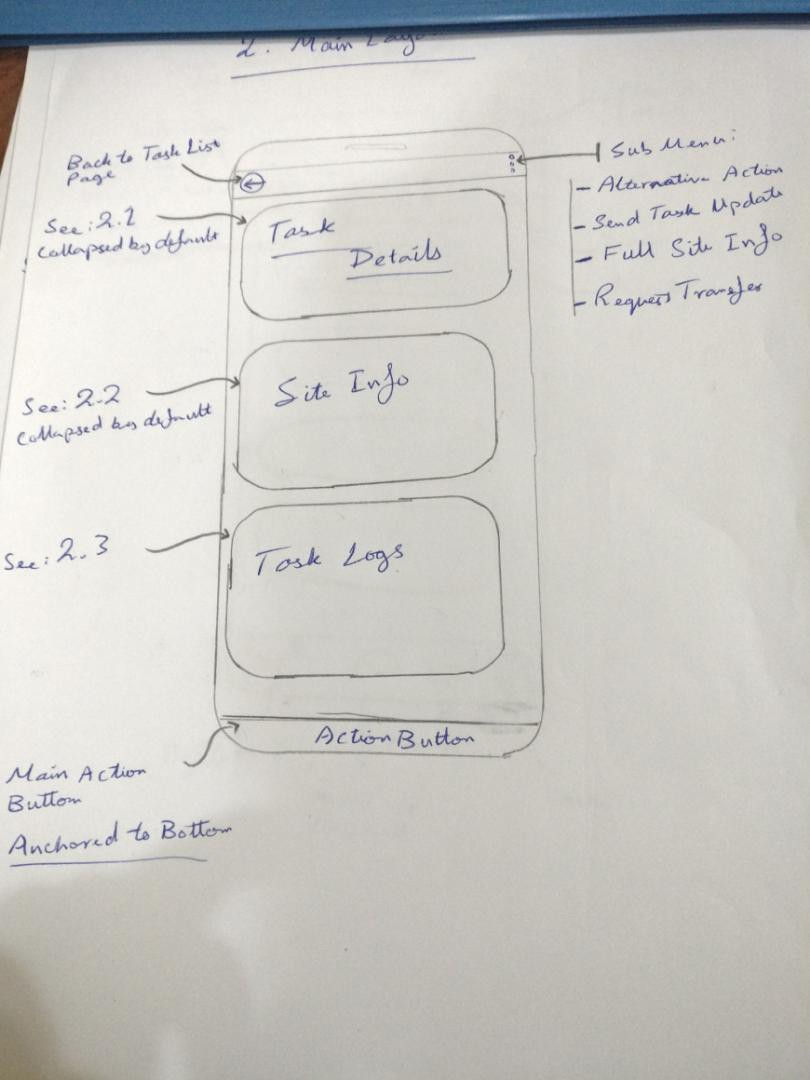 2. Main Layou
Back to Task List
Page
See: 2.1
Collapsed by default
Task
Details
Sub Menu:
- Alternative Action
- Send Task Update
- Full Site Info
- Request Transfer
See: 2.2
Collapsed by default
Site Info
See: 2.3
Task Logs
Action Button
Main Action
Button
Anchored to Bottom